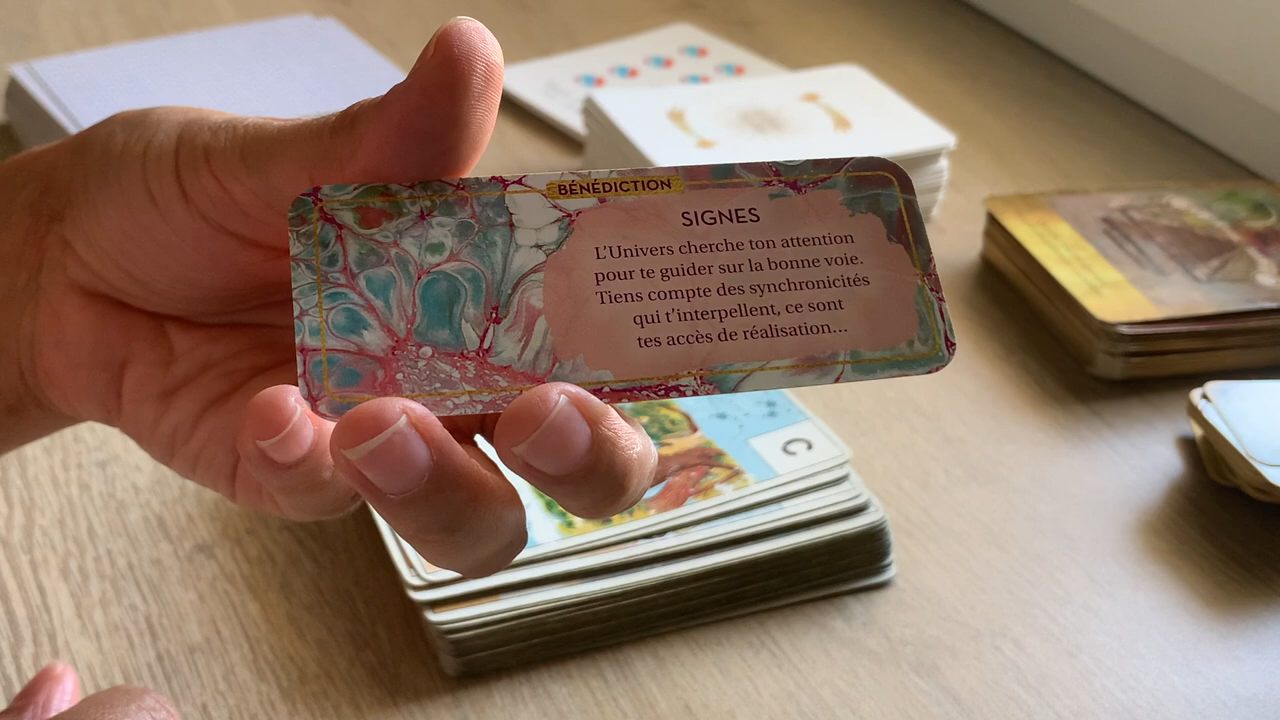 BÉNÉDICTION
SIGNES
L'Univers cherche ton attention
pour te guider sur la bonne voie.
Tiens compte des synchronicités
qui t'interpellent, ce sont
tes accès de réalisation...
C